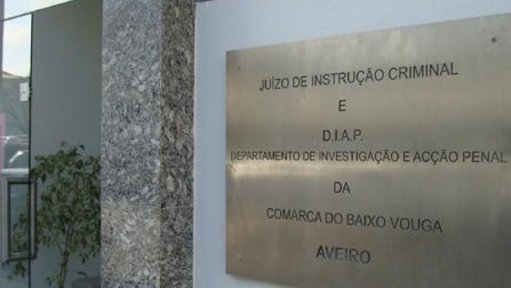 JUÍZO DE INSTRUÇÃO CRIMINAL
E
D.I.A.P.
DEPARTAMENTO DE INVESTIGAÇÃO E ACÇÃO PENAL
DA
COMARCA DO BAIXO VOUGA
AVEIRO